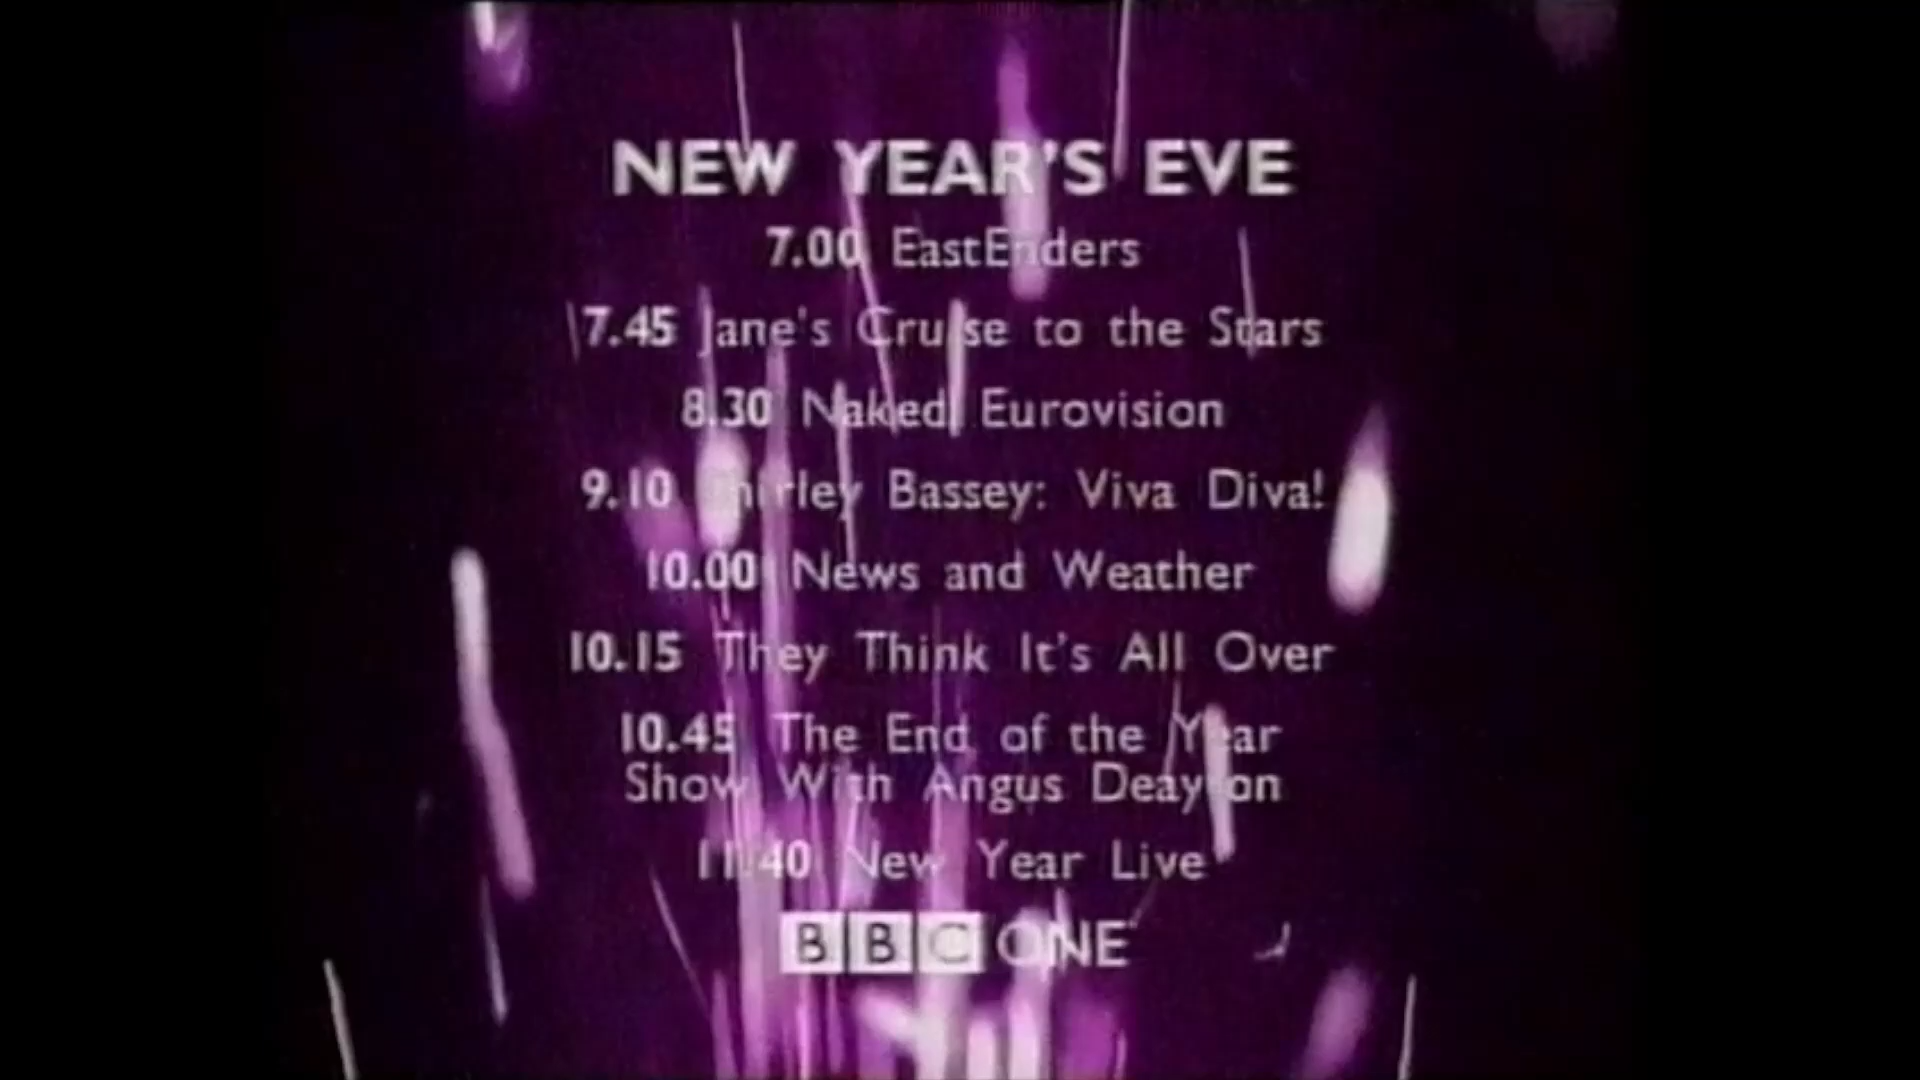 NEW YEAR'S EVE
7.00 EastEnders
7.45 Jane's Cruise to the Stars
8.30 Naked Eurovision
9.10 Shirley Bassey: Viva Diva!
10.00 News and Weather
10.15 They Think It's All Over
10.45 The End of the Year
Show With Angus Deayton
11.40 New Year Live
BBC ONE